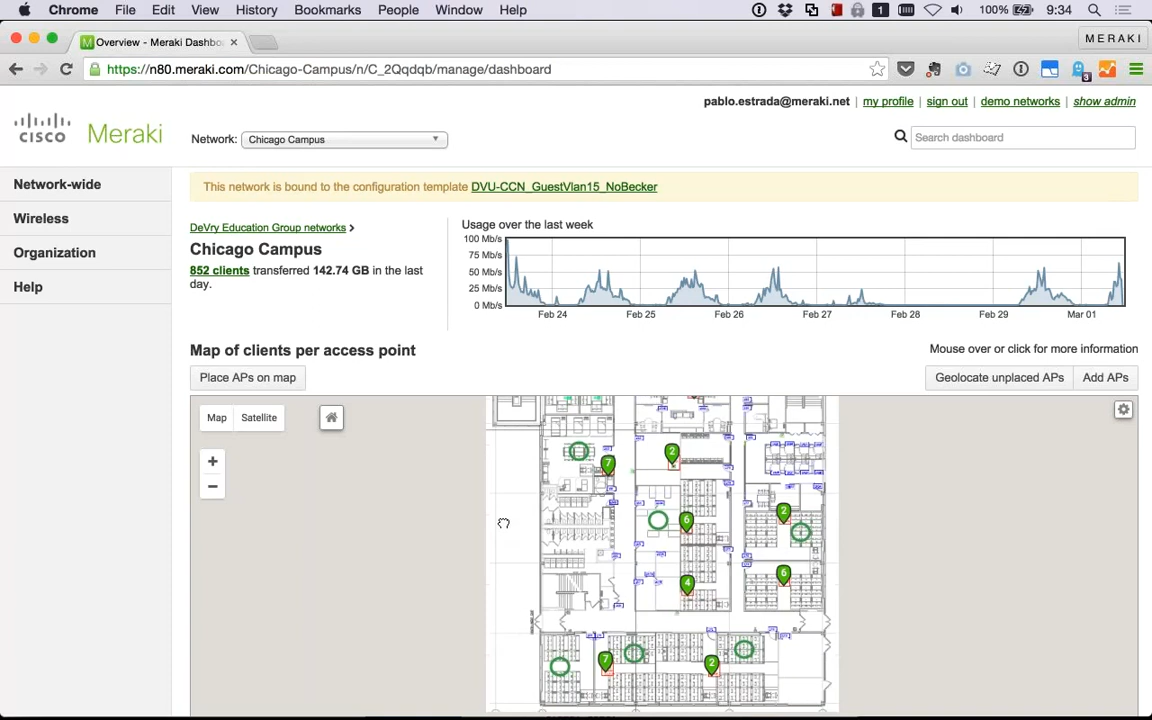 Chrome File Edit View History Bookmarks People Window Help 1 100% 9:34
Overview - Meraki Dashbo MERAKI
https://n80.meraki.com/Chicago-Campus/n/C_2Qqdqb/manage/dashboard 3
pablo.estrada@meraki.net | my profile | sign out | demo networks | show admin
CISCO Meraki Network: Chicago Campus Search dashboard
Network-wide
Wireless
Organization
Help
This network is bound to the configuration template DVU-CCN_GuestVlan15_NoBecker
DeVry Education Group networks >
Chicago Campus
852 clients transferred 142.74 GB in the last
day.
Usage over the last week
100 Mb/s
75 Mb/s
50 Mb/s
25 Mb/s
0 Mb/s
Feb 24 Feb 25 Feb 26 Feb 27 Feb 28 Feb 29 Mar 01
Map of clients per access point Mouse over or click for more information
Place APs on map Geolocate unplaced APs Add APs
Map Satellite
+
−
7 2
6 2
4 6
7 2